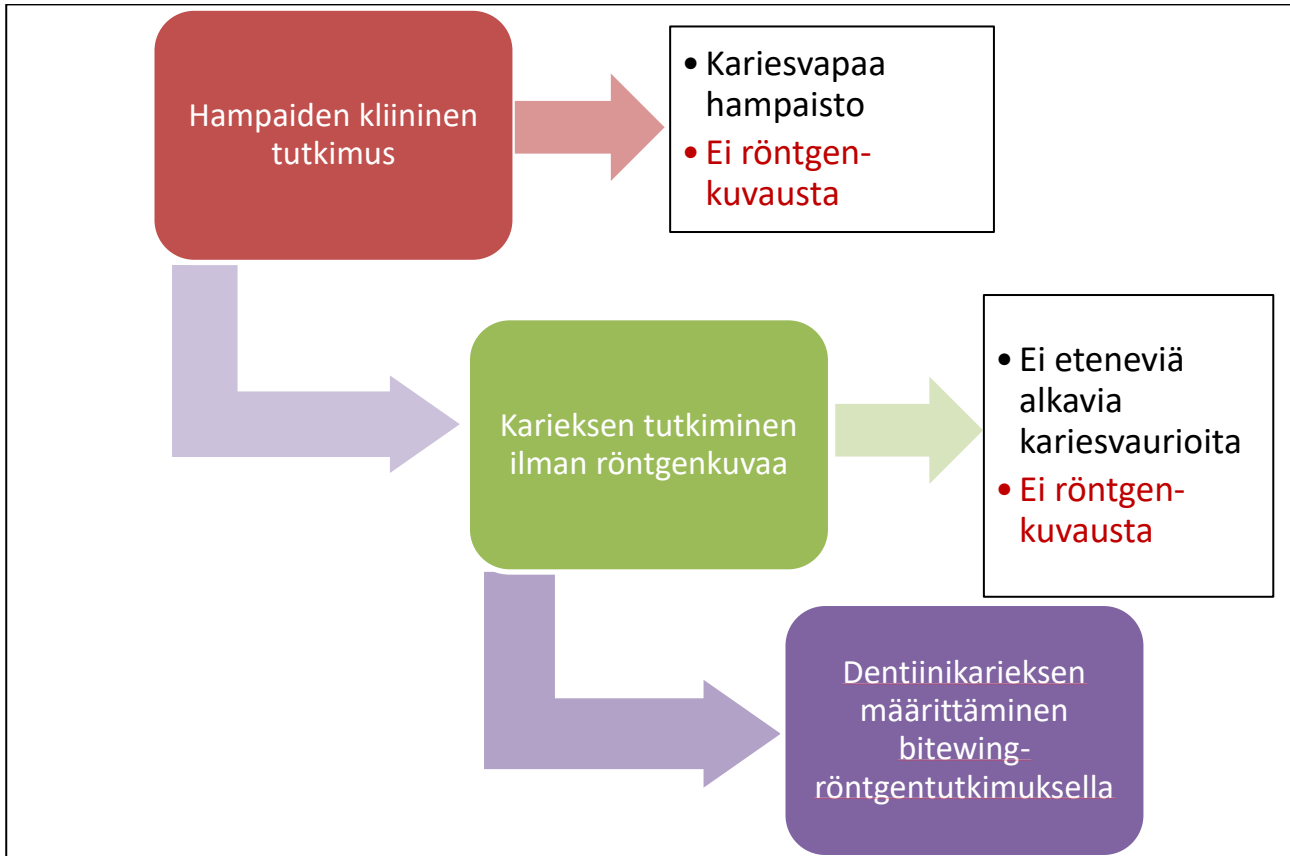 Hampaiden kliininen
tutkimus
• Kariesvapaa
hampaisto
• Ei röntgen-
kuvausta
Karieksen tutkiminen
ilman röntgenkuvaa
• Ei eteneviä
alkavia
kariesvaurioita
• Ei röntgen-
kuvausta
Dentiinikarieksen
määrittäminen
bitewing-
röntgentutkimuksella